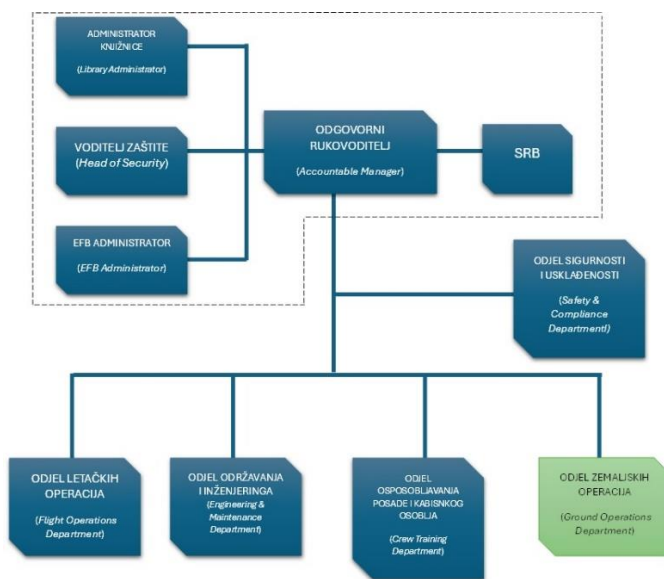 ADMINISTRATOR
KNJIŽNICE
(Library Administrator)
VODITELJ ZAŠTITE
(Head of Security)
EFB ADMINISTRATOR
(EFB Administrator)
ODGOVORNI
RUKOVODITELJ
(Accountable Manager)
SRB
ODJEL SIGURNOSTI
I USKLAĐENOSTI
(Safety &
Compliance
Departmentl)
ODJEL LETAČKIH
OPERACIJA
(Flight Operations
Department)
ODJEL ODRŽAVANJA
I INŽENJERINGA
(Engineering &
Maintenance
Department)
ODJEL
OSPOSOBLJAVANJA
POSADE I KABISNKOG
OSOBLJA
(Crew Training
Department)
ODJEL ZEMALJSKIH
OPERACIJA
(Ground Operations
Department)